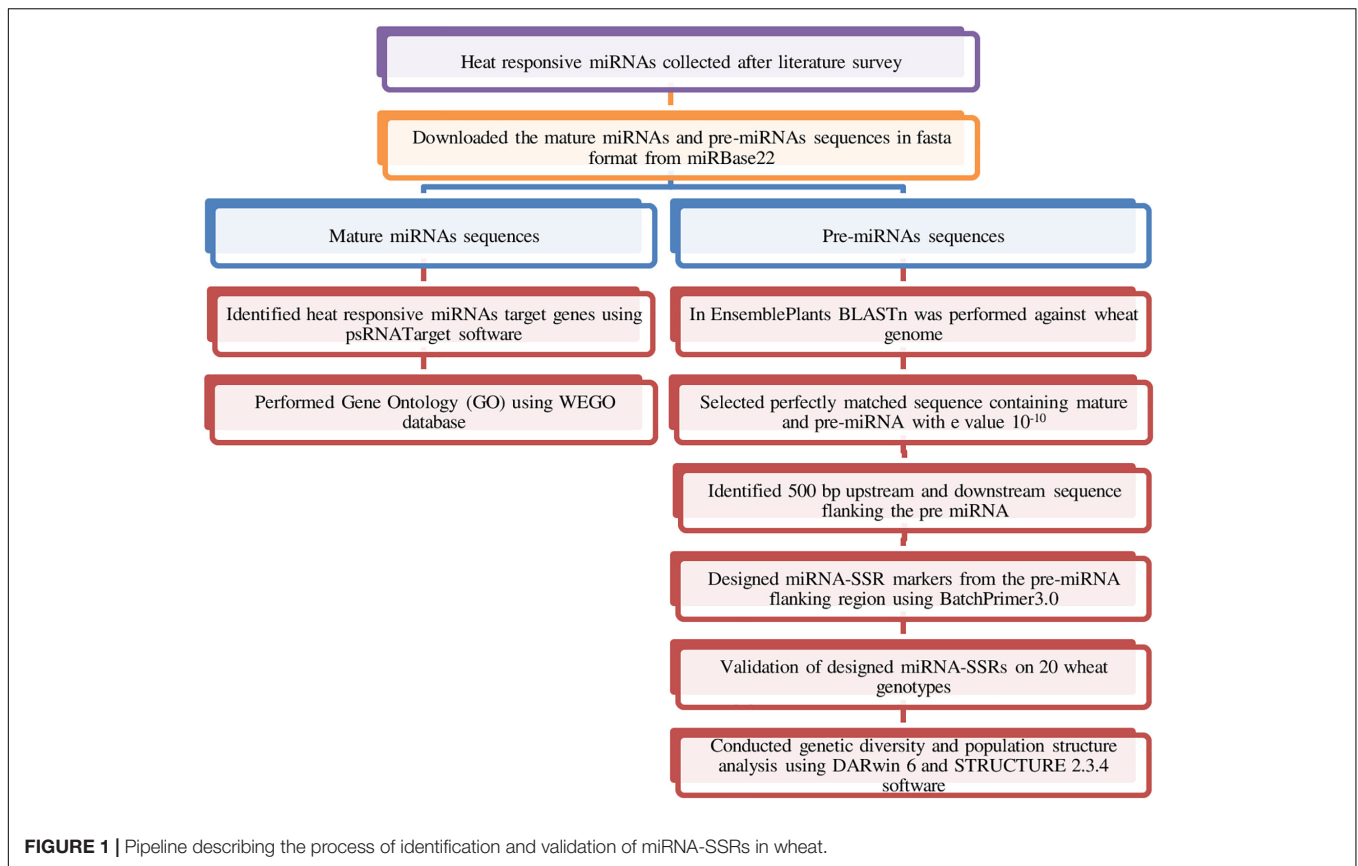 Heat responsive miRNAs collected after literature survey
Downloaded the mature miRNAs and pre-miRNAs sequences in fasta
format from miRBase22
Mature miRNAs sequences
Pre-miRNAs sequences
Identified heat responsive miRNAs target genes using
psRNATarget software
In EnsemblePlants BLASTn was performed against wheat
genome
Performed Gene Ontology (GO) using WEGO
database
Selected perfectly matched sequence containing mature
and pre-miRNA with e value 10⁻¹⁰
Identified 500 bp upstream and downstream sequence
flanking the pre miRNA
Designed miRNA-SSR markers from the pre-miRNA
flanking region using BatchPrimer3.0
Validation of designed miRNA-SSRs on 20 wheat
genotypes
Conducted genetic diversity and population structure
analysis using DARwin 6 and STRUCTURE 2.3.4
software
FIGURE 1 | Pipeline describing the process of identification and validation of miRNA-SSRs in wheat.